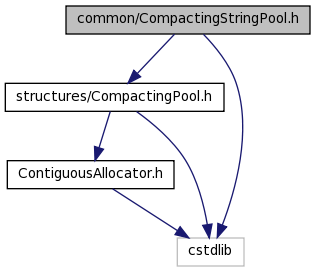 common/CompactingStringPool.h
structures/CompactingPool.h
ContiguousAllocator.h
cstdlib